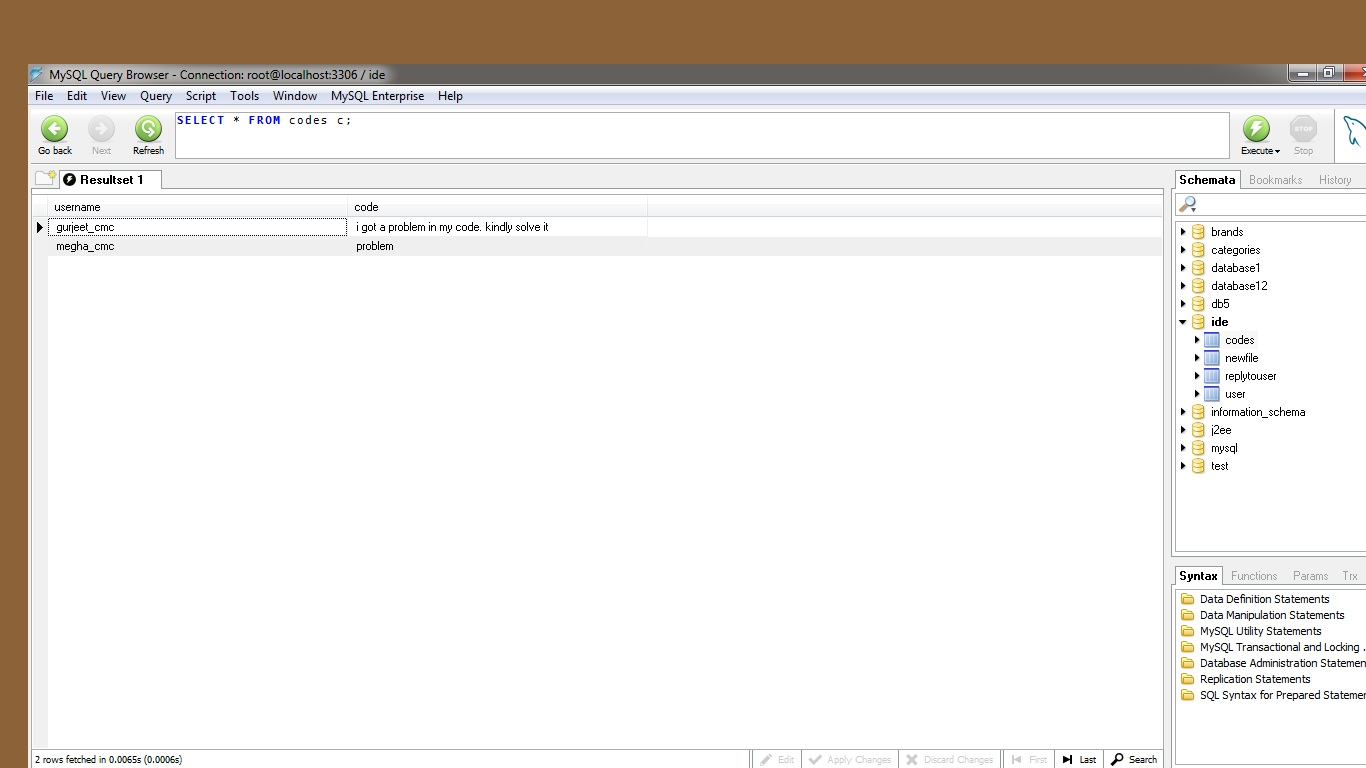 MySQL Query Browser - Connection: root@localhost:3306 / ide
File Edit View Query Script Tools Window MySQL Enterprise Help
SELECT * FROM codes c;
Go back Next Refresh Execute STOP Stop
Resultset 1
Schemata Bookmarks History
username code
gurjeet_cmc i got a problem in my code. kindly solve it
megha_cmc problem
brands
categories
database1
database12
db5
ide
codes
newfile
replytouser
user
information_schema
j2ee
mysql
test
Syntax Functions Params Trx
Data Definition Statements
Data Manipulation Statements
MySQL Utility Statements
MySQL Transactional and Locking .
Database Administration Statemen
Replication Statements
SQL Syntax for Prepared Statemer
2 rows fetched in 0.0065s (0.0006s) Edit Apply Changes Discard Changes First Last Search